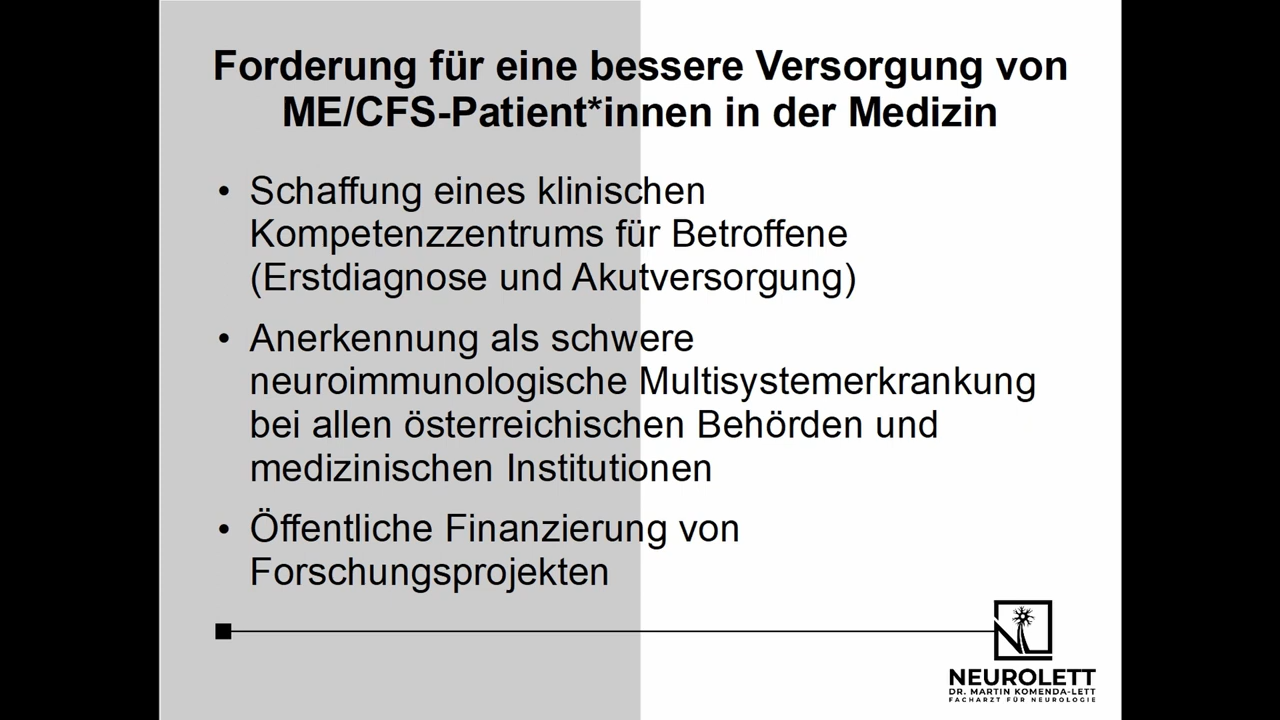 Forderung für eine bessere Versorgung von
ME/CFS-Patient*innen in der Medizin
• Schaffung eines klinischen
Kompetenzzentrums für Betroffene
(Erstdiagnose und Akutversorgung)
• Anerkennung als schwere
neuroimmunologische Multisystemerkrankung
bei allen österreichischen Behörden und
medizinischen Institutionen
• Öffentliche Finanzierung von
Forschungsprojekten
NEUROLETT
DR. MARTIN KOMENDA-LETT
FACHARZT FÜR NEUROLOGIE